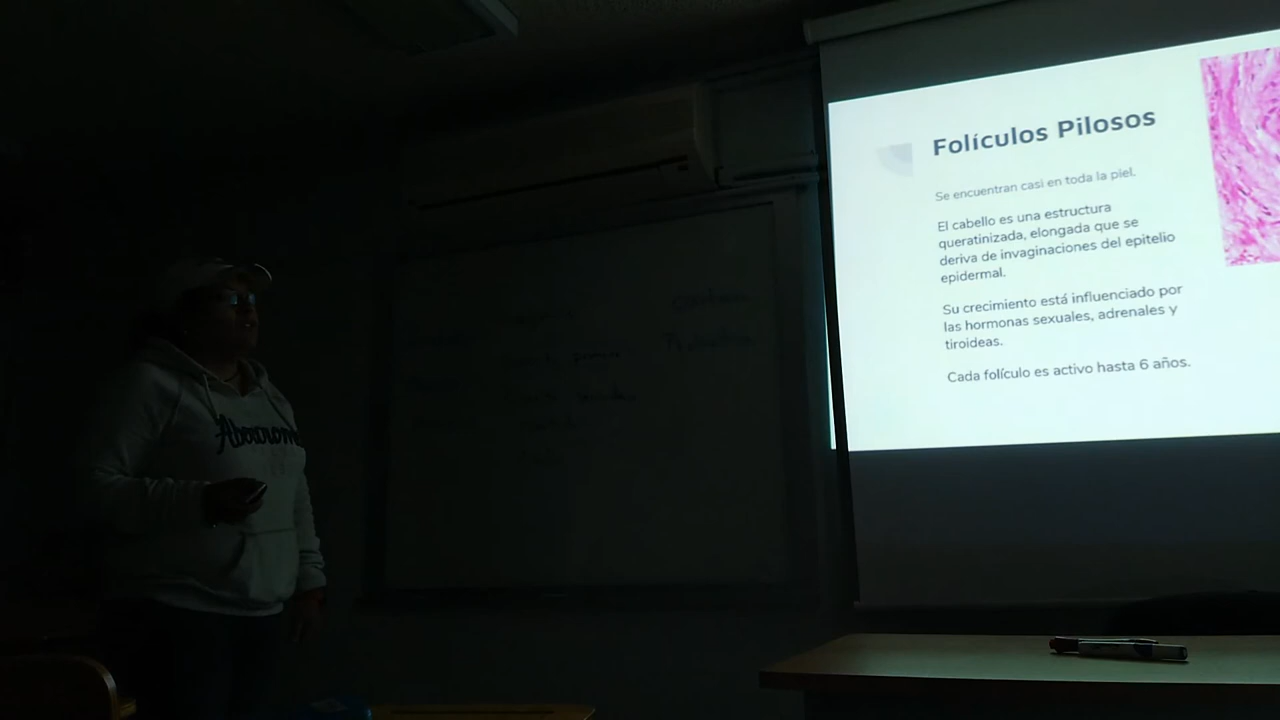 Folículos Pilosos
Se encuentran casi en toda la piel.
El cabello es una estructura
queratinizada, elongada que se
deriva de invaginaciones del epitelio
epidermal.
Su crecimiento está influenciado por
las hormonas sexuales, adrenales y
tiroideas.
Cada folículo es activo hasta 6 años.